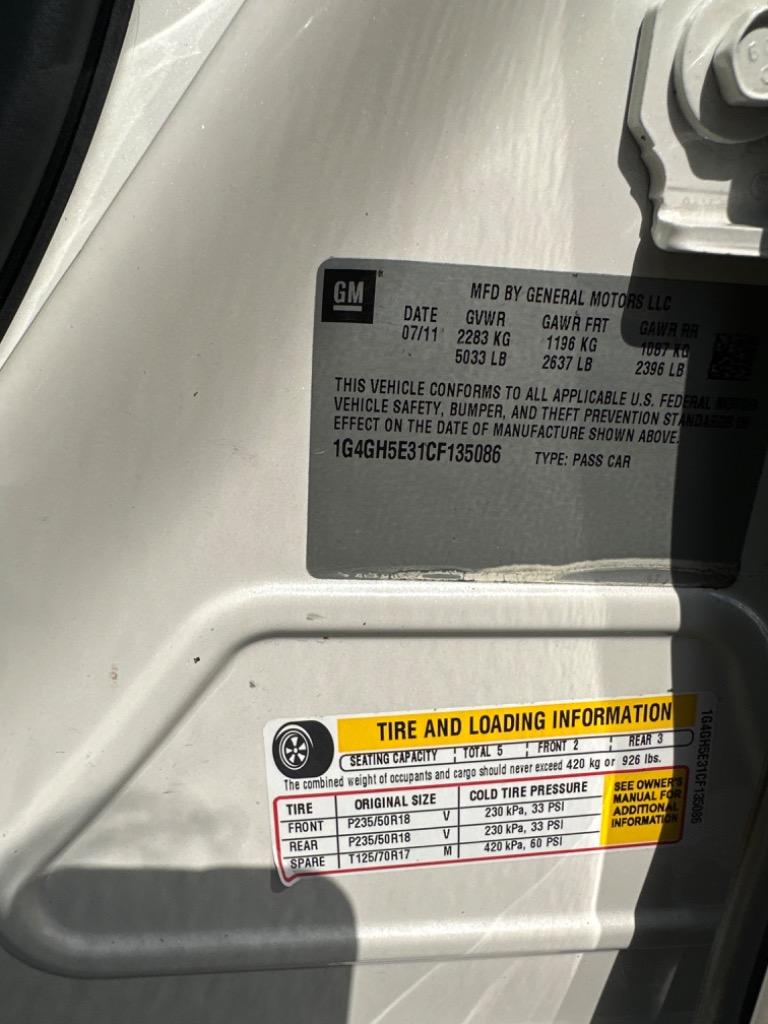 GM
MFD BY GENERAL MOTORS LLC
DATE GVWR GAWR FRT GAWR RR
07/11 2283 KG 1196 KG 1087 KG
5033 LB 2637 LB 2396 LB
THIS VEHICLE CONFORMS TO ALL APPLICABLE U.S. FEDERAL MOTOR
VEHICLE SAFETY, BUMPER, AND THEFT PREVENTION STANDARDS IN
EFFECT ON THE DATE OF MANUFACTURE SHOWN ABOVE.
1G4GH5E31CF135086 TYPE: PASS CAR
TIRE AND LOADING INFORMATION
SEATING CAPACITY TOTAL 5 FRONT 2 REAR 3
The combined weight of occupants and cargo should never exceed 420 kg or 926 lbs.
TIRE ORIGINAL SIZE COLD TIRE PRESSURE
FRONT P235/50R18 V 230 kPa, 33 PSI
REAR P235/50R18 V 230 kPa, 33 PSI
SPARE T125/70R17 M 420 kPa, 60 PSI
SEE OWNER'S
MANUAL FOR
ADDITIONAL
INFORMATION
1G4GH5E31CF135086